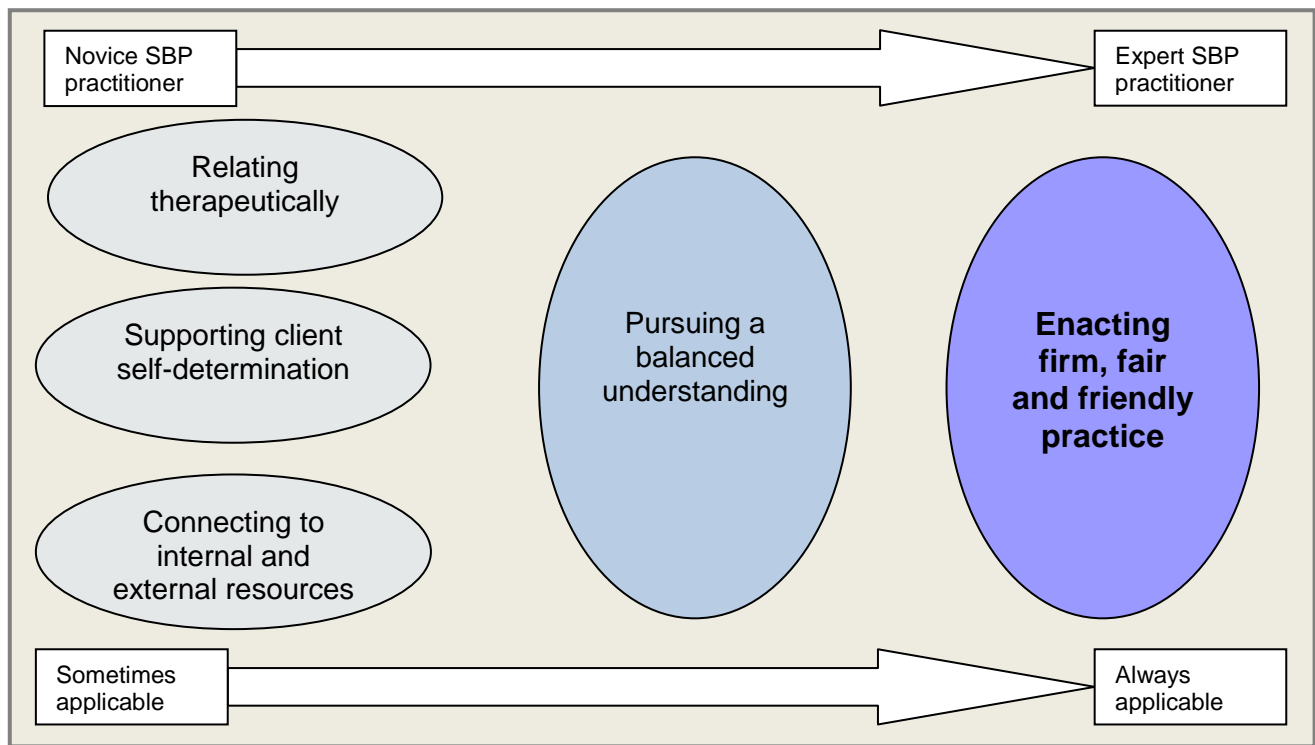 Novice SBP
practitioner
Expert SBP
practitioner
Relating
therapeutically
Supporting client
self-determination
Connecting to
internal and
external resources
Pursuing a
balanced
understanding
Enacting
firm, fair
and friendly
practice
Sometimes
applicable
Always
applicable